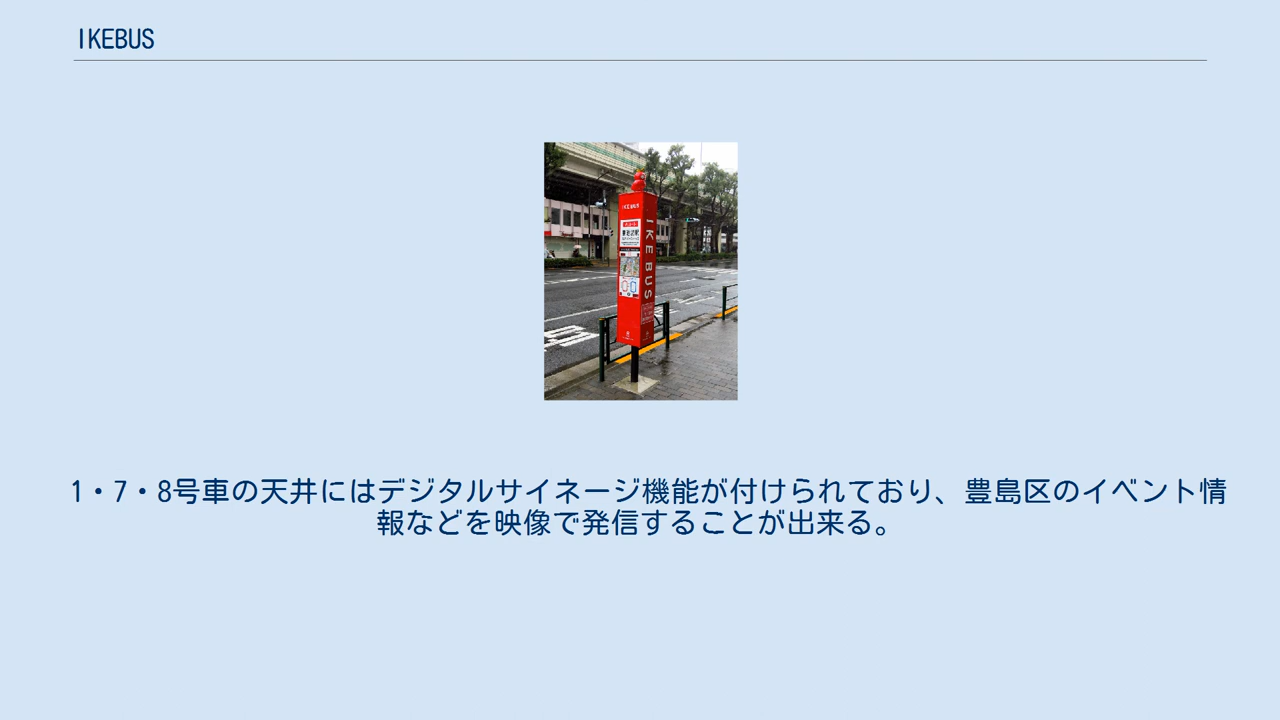 IKEBUS
IKEBUS
IKEBUS
1・7・8号車の天井にはデジタルサイネージ機能が付けられており、豊島区のイベント情
報などを映像で発信することが出来る。